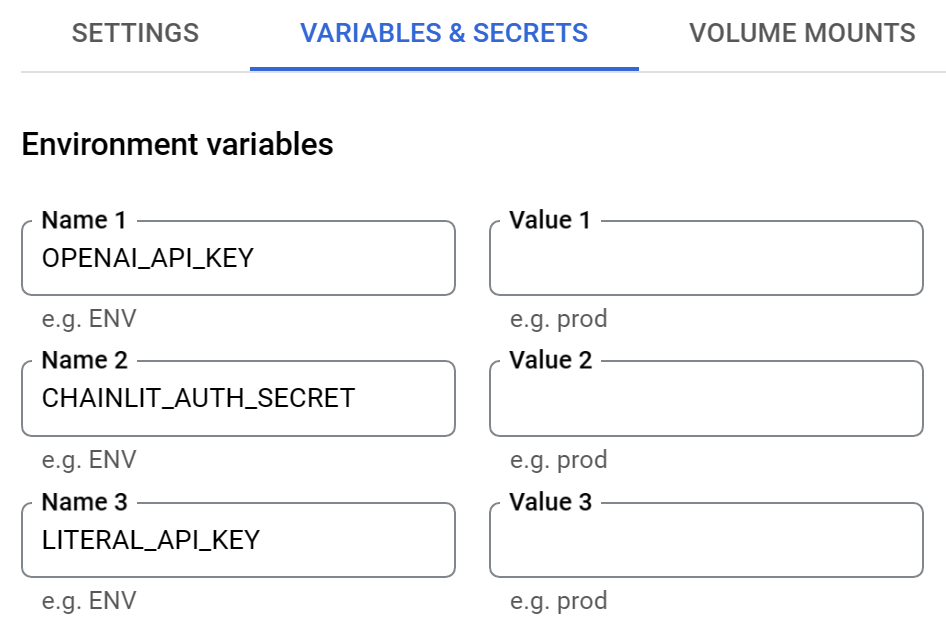 SETTINGS VARIABLES & SECRETS VOLUME MOUNTS
Environment variables
Name 1 Value 1
OPENAI_API_KEY
e.g. ENV e.g. prod
Name 2 Value 2
CHAINLIT_AUTH_SECRET
e.g. ENV e.g. prod
Name 3 Value 3
LITERAL_API_KEY
e.g. ENV e.g. prod